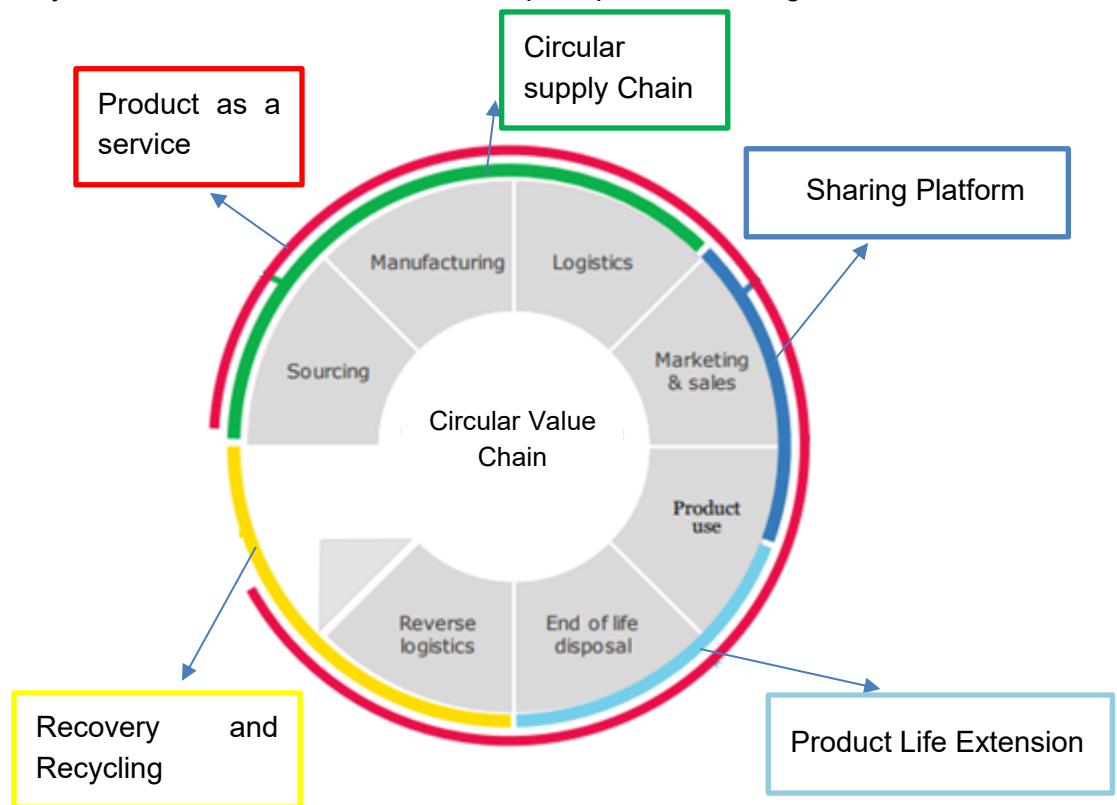 Circular
supply Chain
Product as a
service
Sharing Platform
Manufacturing
Logistics
Sourcing
Marketing
& sales
Circular Value
Chain
Product
use
Reverse
logistics
End of life
disposal
Recovery and
Recycling
Product Life Extension